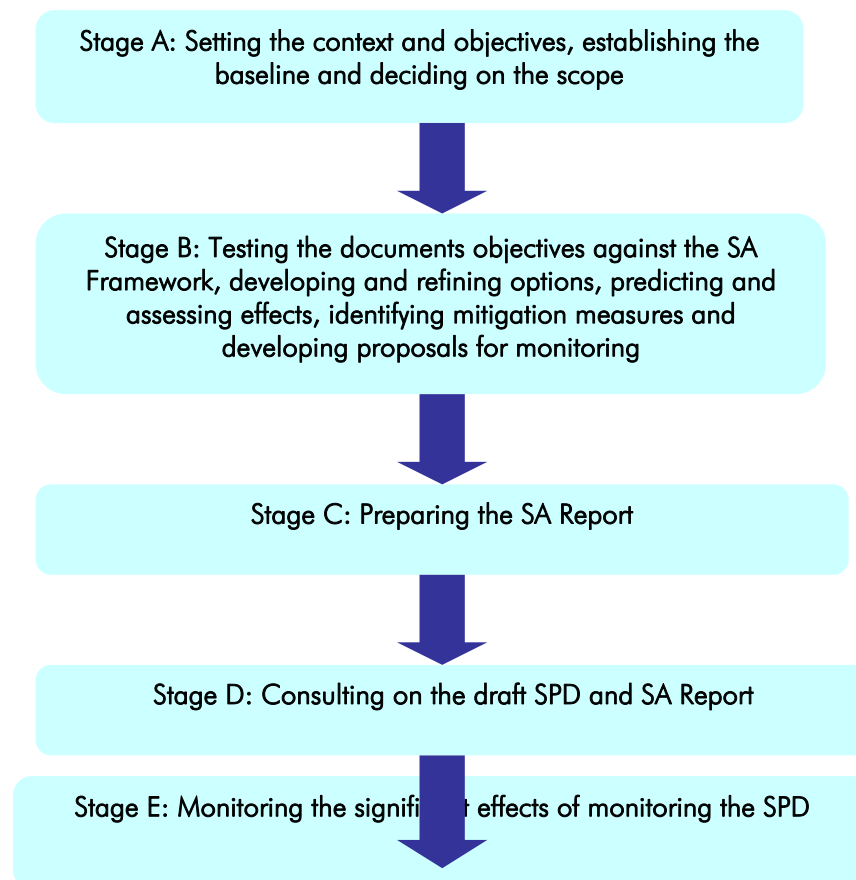 Stage A: Setting the context and objectives, establishing the
baseline and deciding on the scope
Stage B: Testing the documents objectives against the SA
Framework, developing and refining options, predicting and
assessing effects, identifying mitigation measures and
developing proposals for monitoring
Stage C: Preparing the SA Report
Stage D: Consulting on the draft SPD and SA Report
Stage E: Monitoring the effects of monitoring the SPD